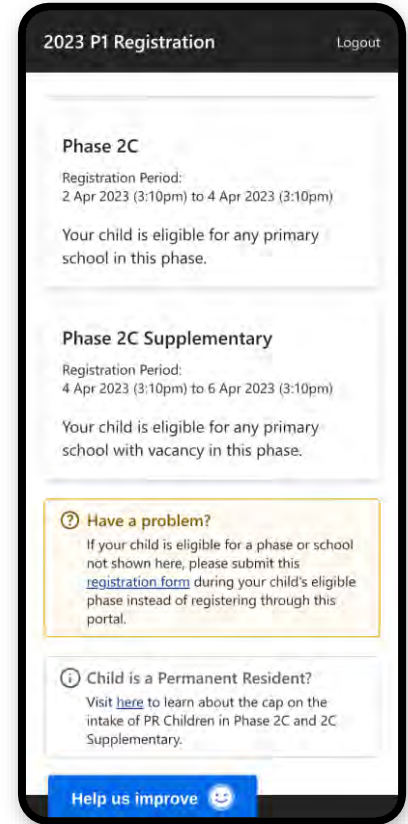 2023 P1 Registration Logout
Phase 2C
Registration Period:
2 Apr 2023 (3:10pm) to 4 Apr 2023 (3:10pm)
Your child is eligible for any primary
school in this phase.
Phase 2C Supplementary
Registration Period:
4 Apr 2023 (3:10pm) to 6 Apr 2023 (3:10pm)
Your child is eligible for any primary
school with vacancy in this phase.
Have a problem?
If your child is eligible for a phase or school
not shown here, please submit this
registration form during your child's eligible
phase instead of registering through this
portal.
Child is a Permanent Resident?
Visit here to learn about the cap on the
intake of PR Children in Phase 2C and 2C
Supplementary.
Help us improve